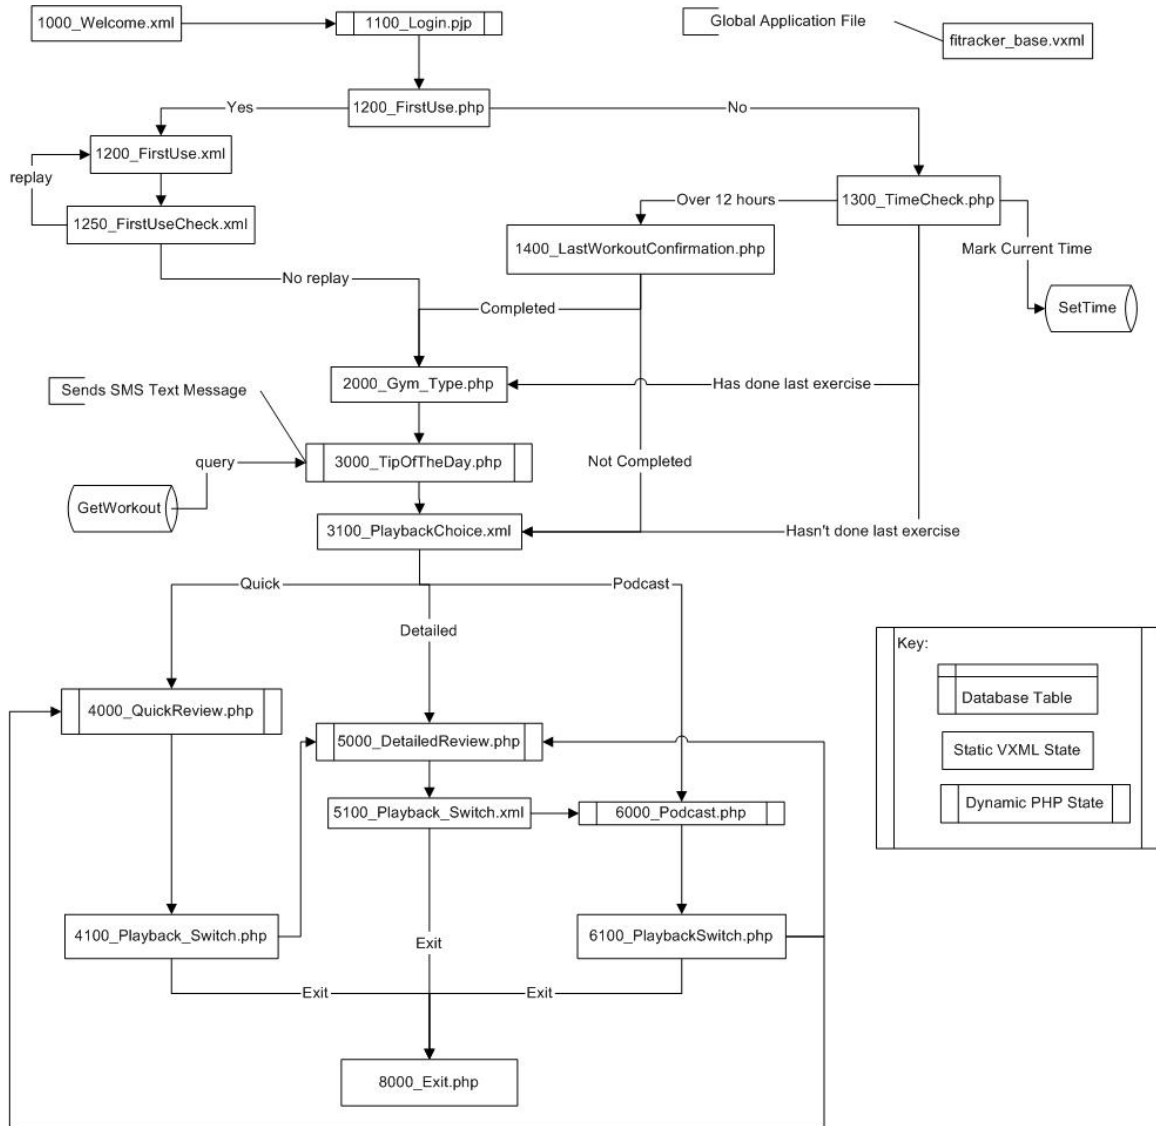 1000_Welcome.xml
1100_Login.pjp
Global Application File
fitracker_base.vxml
1200_FirstUse.php
Yes
No
1200_FirstUse.xml
replay
1250_FirstUseCheck.xml
1300_TimeCheck.php
Over 12 hours
1400_LastWorkoutConfirmation.php
Mark Current Time
SetTime
No replay
Completed
2000_Gym_Type.php
Has done last exercise
Sends SMS Text Message
3000_TipOfTheDay.php
query
Not Completed
GetWorkout
3100_PlaybackChoice.xml
Hasn't done last exercise
Quick
Podcast
Detailed
Key:
Database Table
Static VXML State
Dynamic PHP State
4000_QuickReview.php
5000_DetailedReview.php
5100_Playback_Switch.xml
6000_Podcast.php
4100_Playback_Switch.php
6100_PlaybackSwitch.php
Exit
Exit
Exit
8000_Exit.php